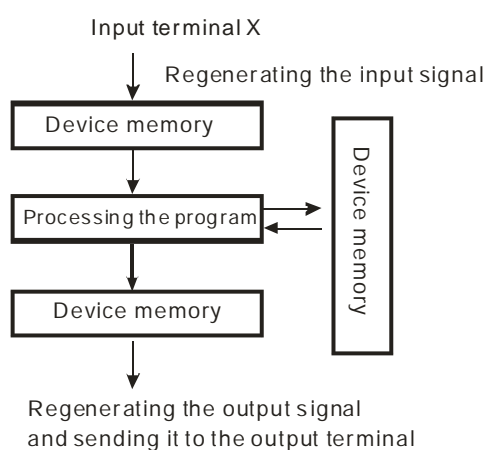 Input terminal X
Regenerating the input signal
Device memory
Device memory
Processing the program
Device memory
Regenerating the output signal
and sending it to the output terminal